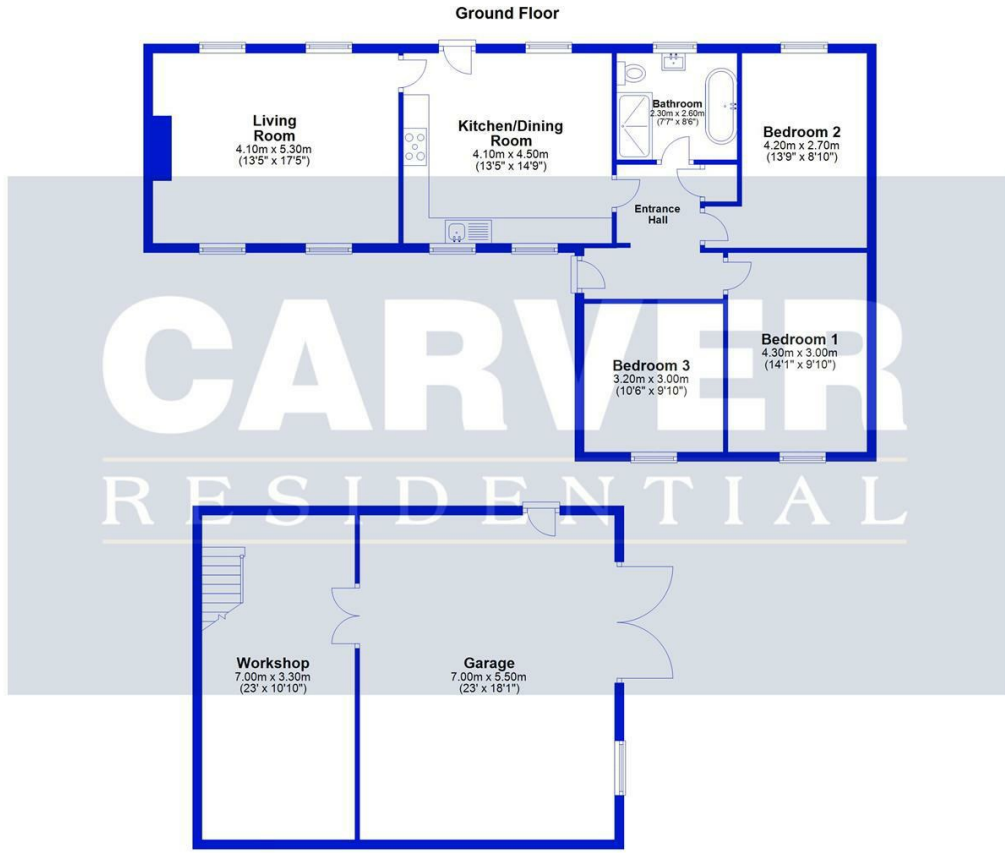 Ground Floor
Living
Room
4.10m x 5.30m
(13'5" x 17'5")
Kitchen/Dining
Room
4.10m x 4.50m
(13'5" x 14'9")
Bathroom
2.30m x 2.60m
(7'7" x 8'6")
Bedroom 2
4.20m x 2.70m
(13'9" x 8'10")
Entrance
Hall
Bedroom 3
3.20m x 3.00m
(10'6" x 9'10")
Bedroom 1
4.30m x 3.00m
(14'1" x 9'10")
CARVER
RESIDENTIAL
Workshop
7.00m x 3.30m
(23' x 10'10")
Garage
7.00m x 5.50m
(23' x 18'1")